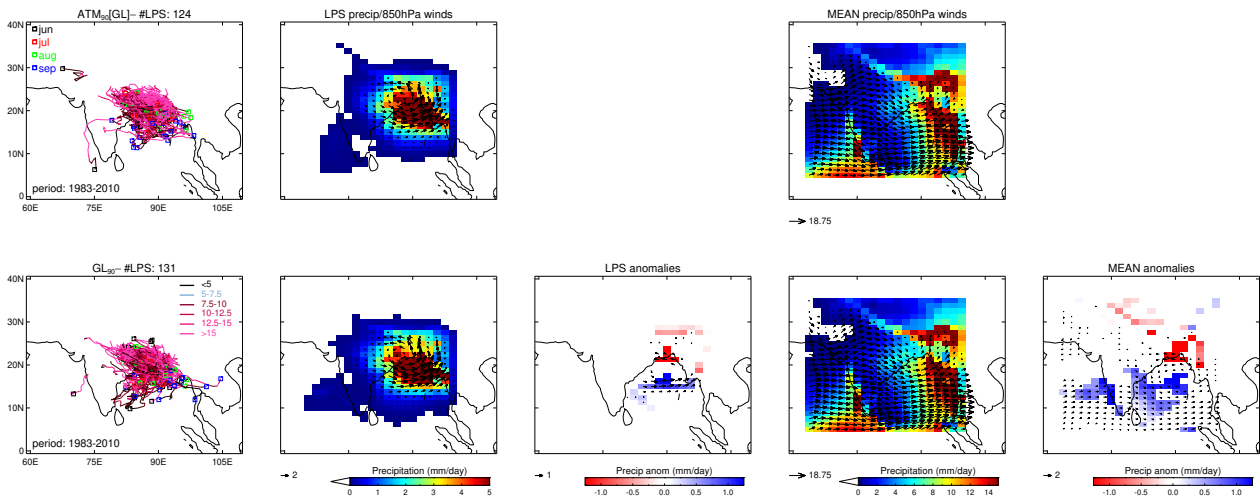 ATM90[GL]− #LPS: 124
LPS precip/850hPa winds
MEAN precip/850hPa winds
40N
30N
20N
10N
0
jun
jul
aug
sep
period: 1983-2010
60E 75E 90E 105E
18.75
GL90− #LPS: 131
LPS anomalies
MEAN anomalies
40N
30N
20N
10N
0
<5
5-7.5
7.5-10
10-12.5
12.5-15
>15
period: 1983-2010
60E 75E 90E 105E
2
Precipitation (mm/day)
0 1 2 3 4 5
1
Precip anom (mm/day)
-1.0 -0.5 0.0 0.5 1.0
18.75
Precipitation (mm/day)
0 2 4 6 8 10 12 14
2
Precip anom (mm/day)
-1.0 -0.5 0.0 0.5 1.0